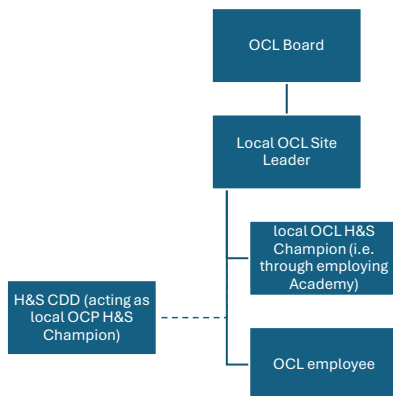 OCL Board
Local OCL Site
Leader
local OCL H&S
Champion (i.e.
through employing
Academy)
H&S CDD (acting as
local OCP H&S
Champion)
OCL employee